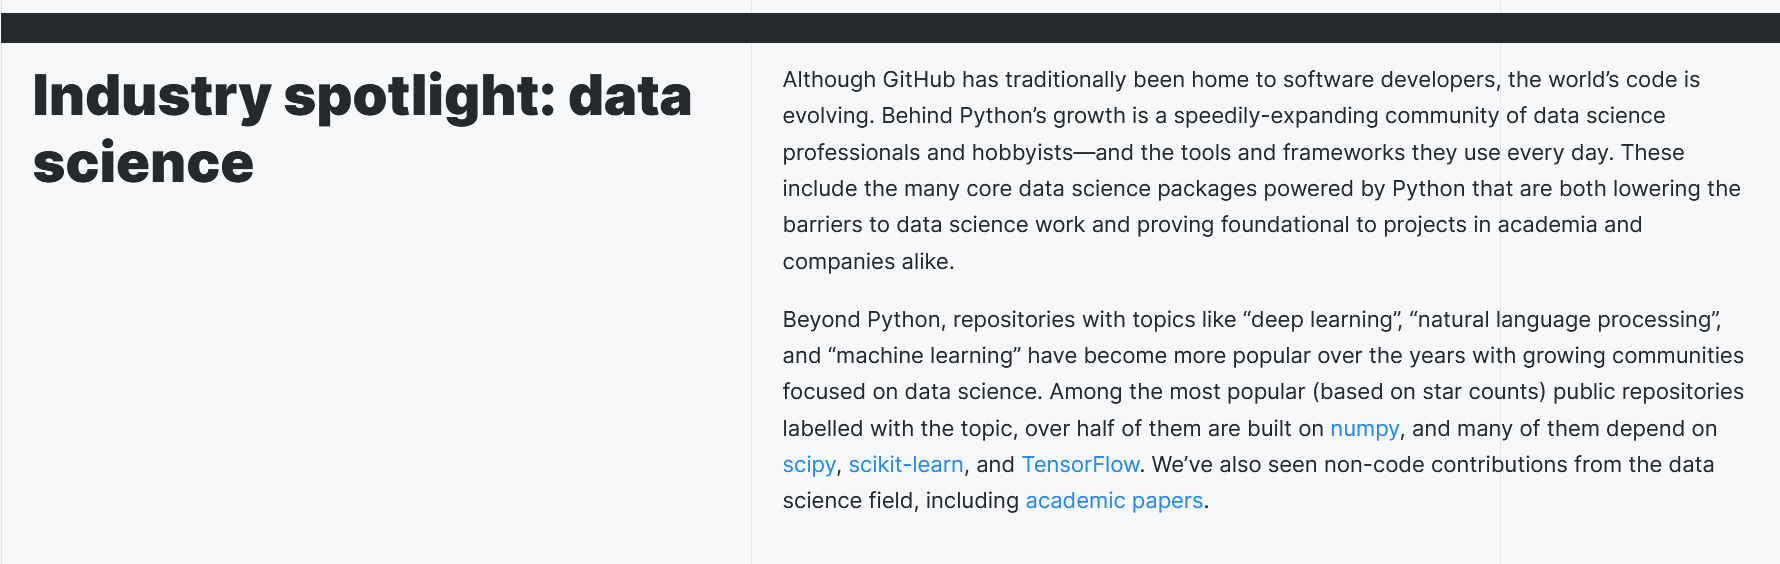 Industry spotlight: data
science
Although GitHub has traditionally been home to software developers, the world’s code is
evolving. Behind Python’s growth is a speedily-expanding community of data science
professionals and hobbyists—and the tools and frameworks they use every day. These
include the many core data science packages powered by Python that are both lowering the
barriers to data science work and proving foundational to projects in academia and
companies alike.
Beyond Python, repositories with topics like “deep learning”, “natural language processing”,
and “machine learning” have become more popular over the years with growing communities
focused on data science. Among the most popular (based on star counts) public repositories
labelled with the topic, over half of them are built on numpy, and many of them depend on
scipy, scikit-learn, and TensorFlow. We’ve also seen non-code contributions from the data
science field, including academic papers.